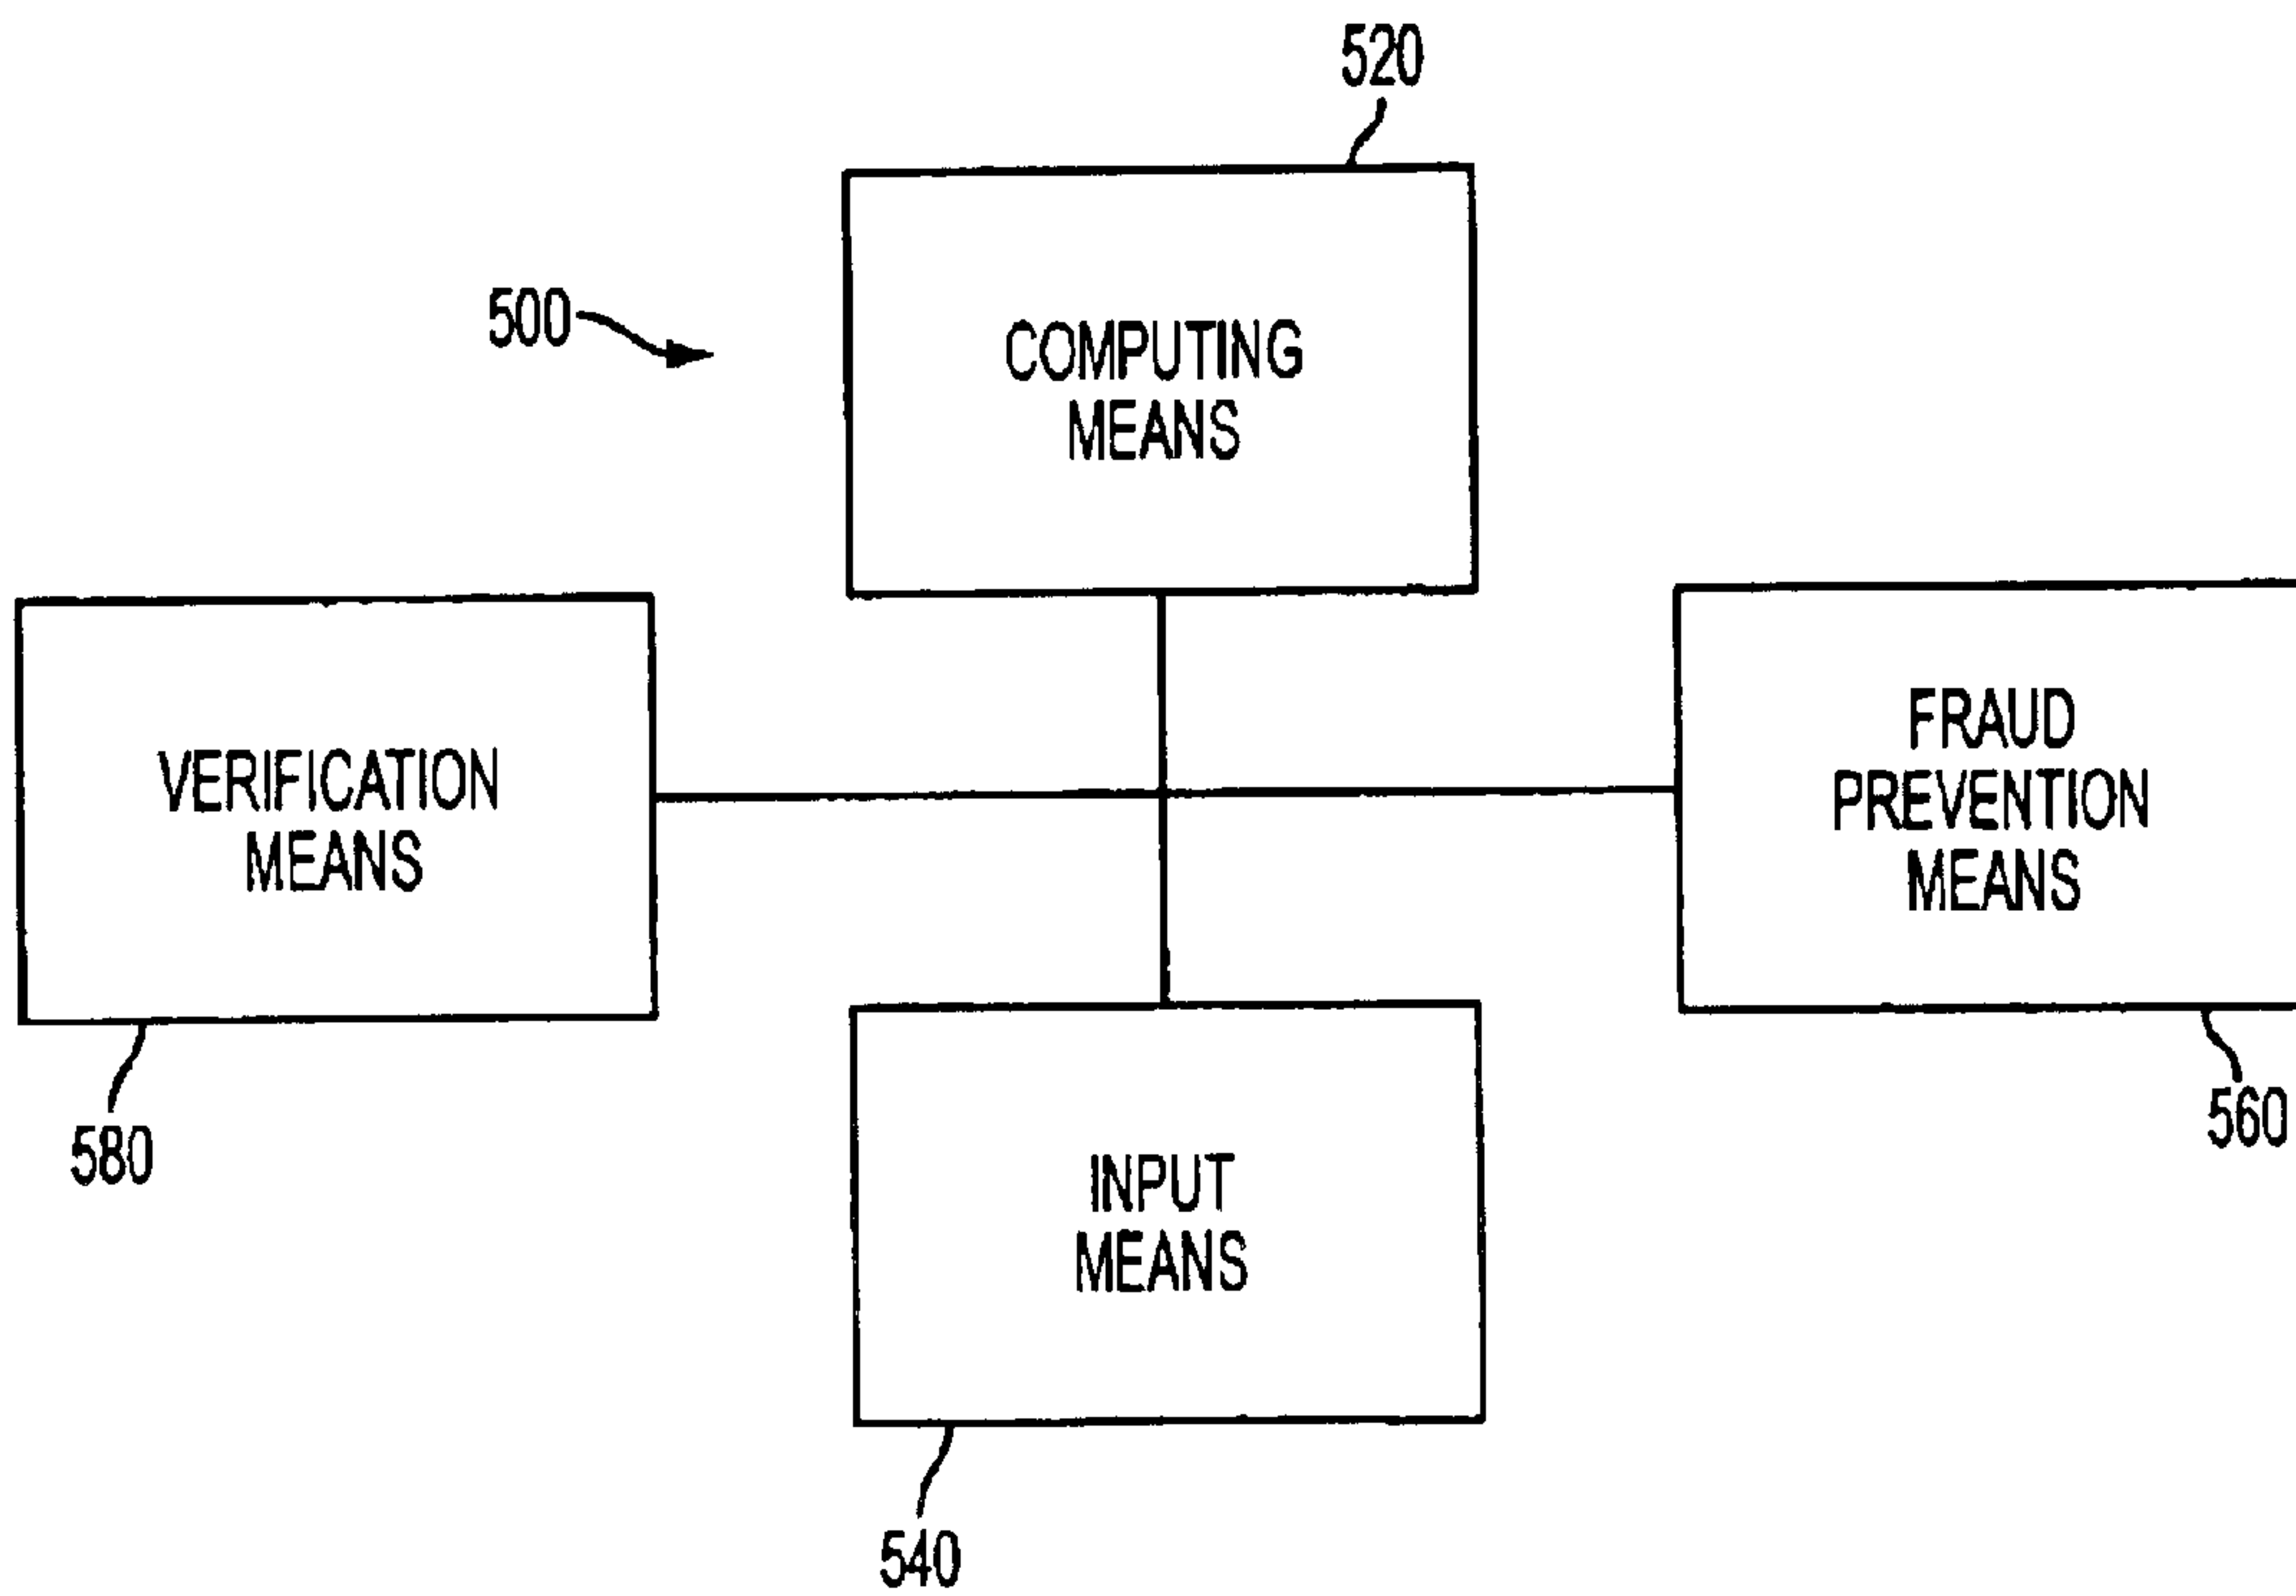 520
500
COMPUTING
MEANS
VERIFICATION
MEANS
FRAUD
PREVENTION
MEANS
580
560
INPUT
MEANS
540